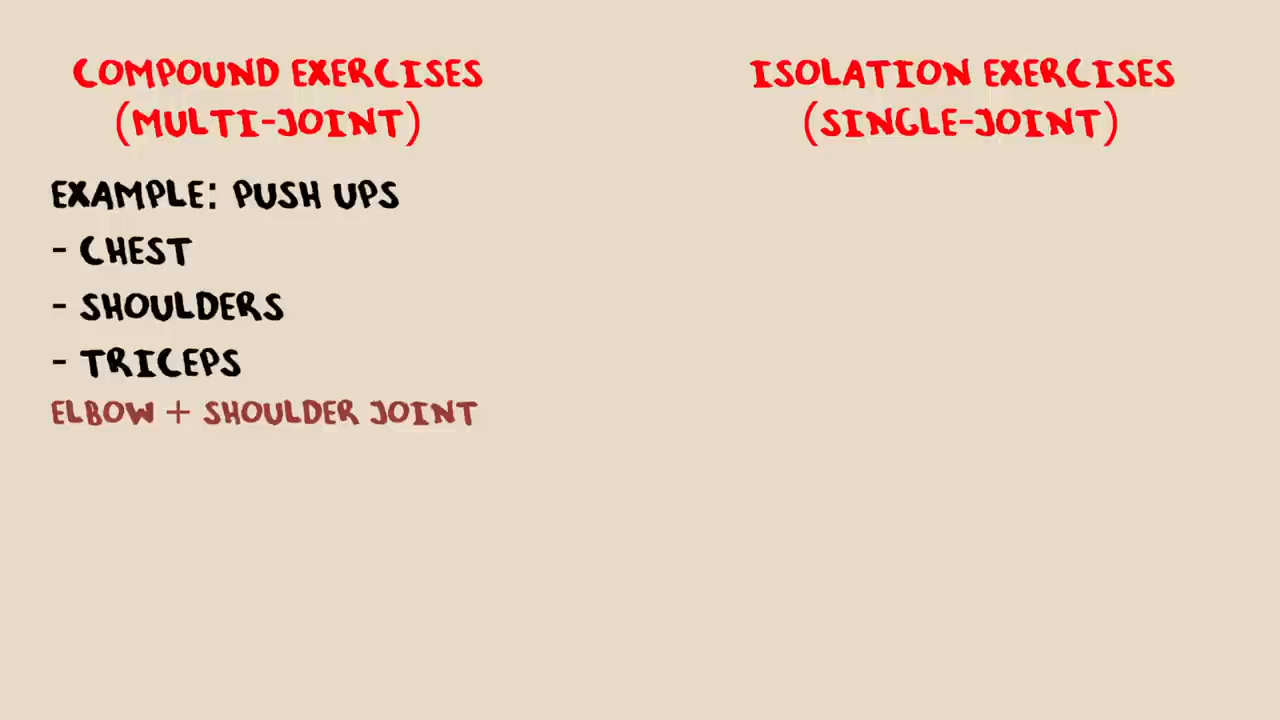 COMPOUND EXERCISES
(MULTI-JOINT)
EXAMPLE: PUSH UPS
- CHEST
- SHOULDERS
- TRICEPS
ELBOW + SHOULDER JOINT
ISOLATION EXERCISES
(SINGLE-JOINT)